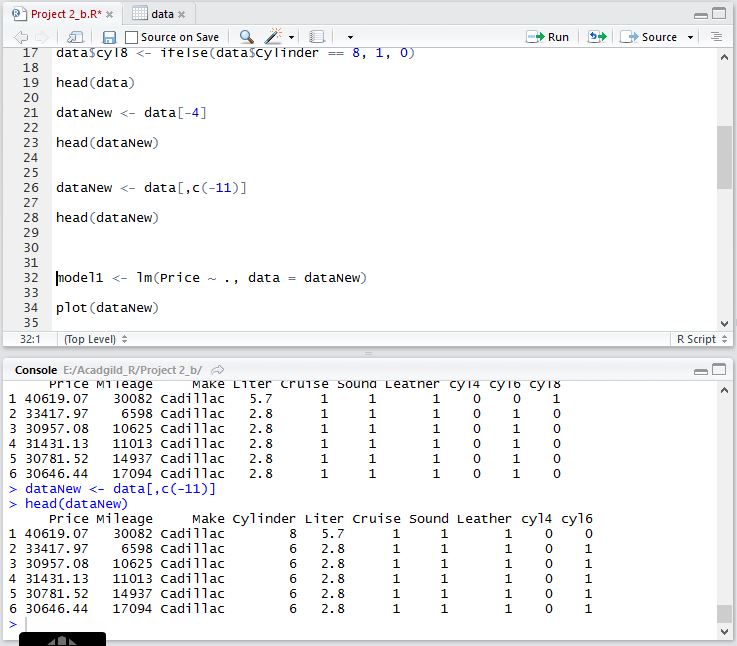 Project 2_b.R* × data ×
Source on Save Run Source
17 data$cyl8 <- ifelse(data$Cylinder == 8, 1, 0)
18
19 head(data)
20
21 dataNew <- data[-4]
22
23 head(dataNew)
24
25
26 dataNew <- data[,c(-11)]
27
28 head(dataNew)
29
30
31
32 model1 <- lm(Price ~ ., data = dataNew)
33
34 plot(dataNew)
35
32:1 (Top Level) R Script
Console E:/Acadgild_R/Project 2_b/
Price Mileage Make Liter Cruise Sound Leather cyl4 cyl6 cyl8
1 40619.07 30082 Cadillac 5.7 1 1 1 0 0 1
2 33417.97 6598 Cadillac 2.8 1 1 1 0 1 0
3 30957.08 10625 Cadillac 2.8 1 1 1 0 1 0
4 31431.13 11013 Cadillac 2.8 1 1 1 0 1 0
5 30781.52 14937 Cadillac 2.8 1 1 1 0 1 0
6 30646.44 17094 Cadillac 2.8 1 1 1 0 1 0
> dataNew <- data[,c(-11)]
> head(dataNew)
Price Mileage Make Cylinder Liter Cruise Sound Leather cyl4 cyl6
1 40619.07 30082 Cadillac 8 5.7 1 1 1 0 0
2 33417.97 6598 Cadillac 6 2.8 1 1 1 0 1
3 30957.08 10625 Cadillac 6 2.8 1 1 1 0 1
4 31431.13 11013 Cadillac 6 2.8 1 1 1 0 1
5 30781.52 14937 Cadillac 6 2.8 1 1 1 0 1
6 30646.44 17094 Cadillac 6 2.8 1 1 1 0 1
>